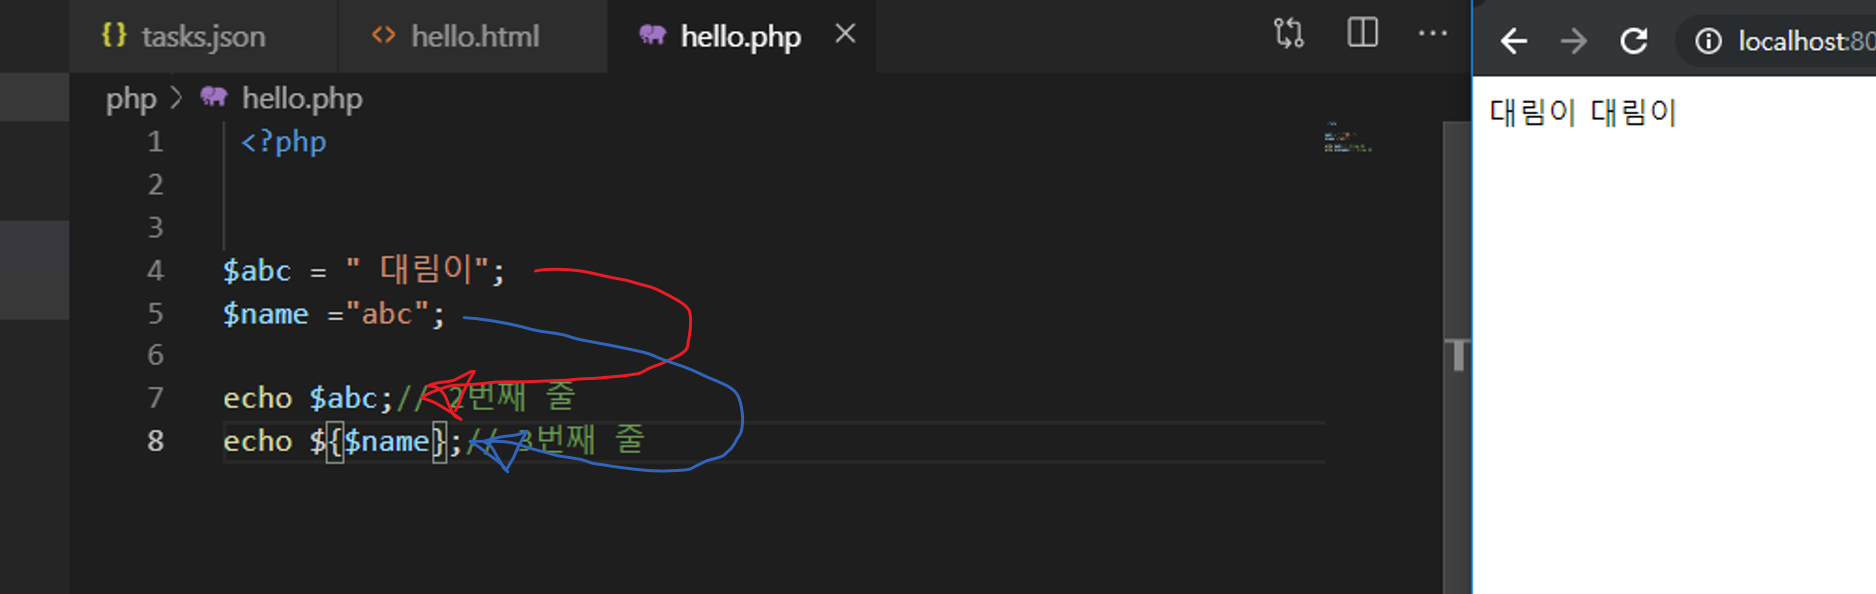 tasks.json hello.html hello.php
php > hello.php
1 <?php
2
3
4 $abc = " 대림이";
5 $name ="abc";
6
7 echo $abc;// 2번째 줄
8 echo ${$name};// 3번째 줄
localhost:80
대림이 대림이